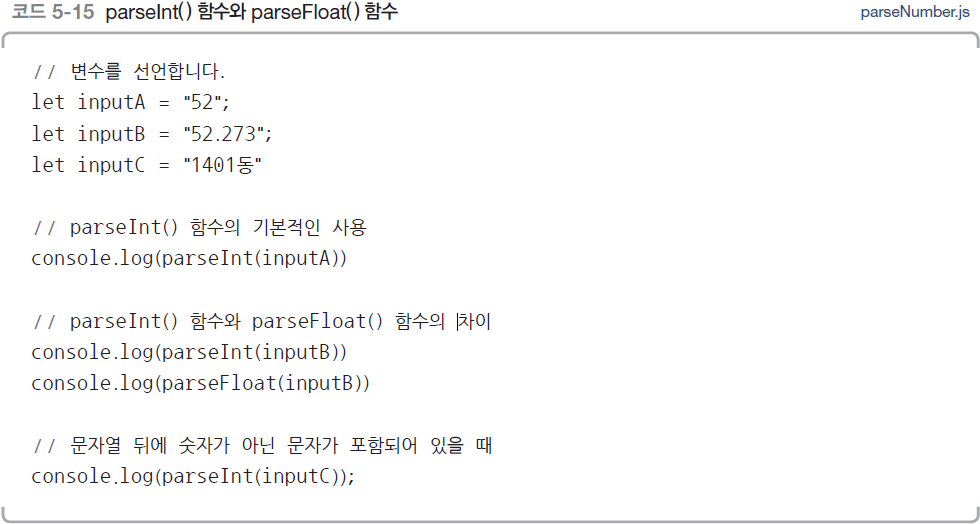 코드 5-15 parseInt() 함수와 parseFloat() 함수 parseNumber.js
// 변수를 선언합니다.
let inputA = "52";
let inputB = "52.273";
let inputC = "1401동"
// parseInt() 함수의 기본적인 사용
console.log(parseInt(inputA))
// parseInt() 함수와 parseFloat() 함수의 차이
console.log(parseInt(inputB))
console.log(parseFloat(inputB))
// 문자열 뒤에 숫자가 아닌 문자가 포함되어 있을 때
console.log(parseInt(inputC));